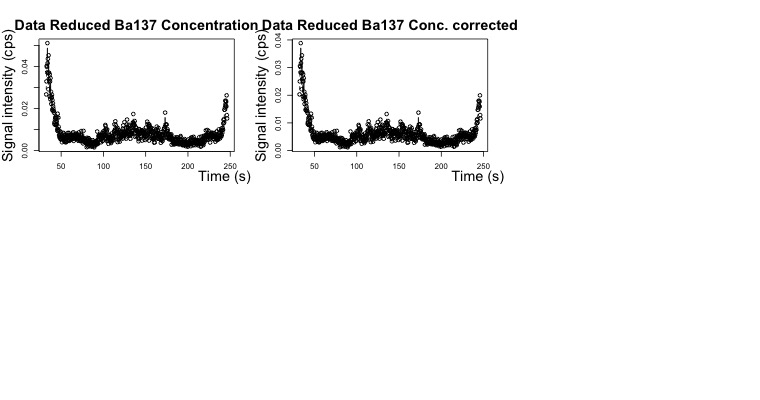 Data Reduced Ba137 Concentration
Signal intensity (cps)
0.00 0.02 0.04
50 100 150 200 250
Time (s)
Data Reduced Ba137 Conc. corrected
Signal intensity (cps)
0.00 0.01 0.02 0.03 0.04
50 100 150 200 250
Time (s)